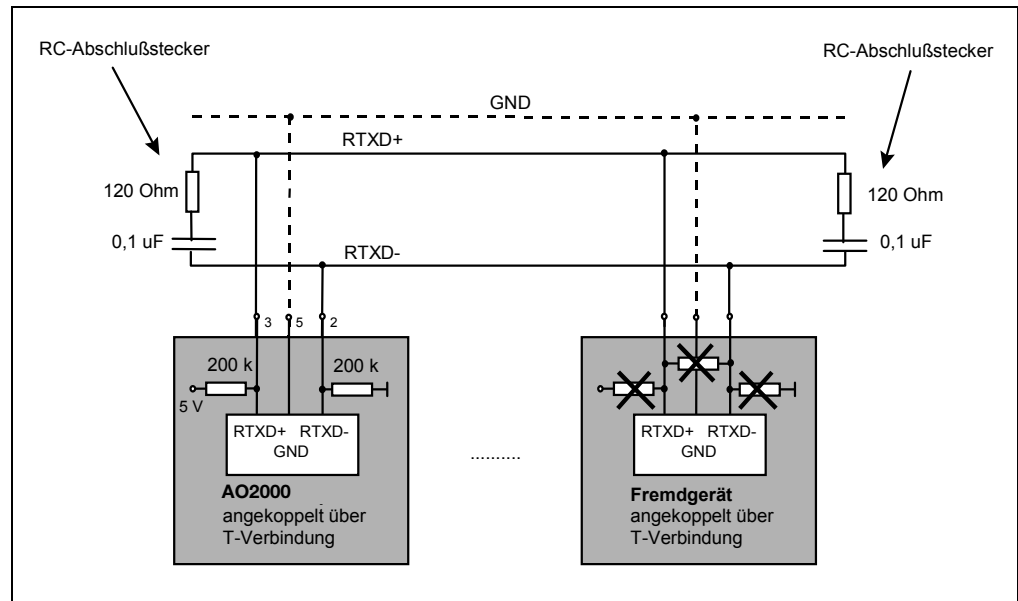 RC-Abschlußstecker
RC-Abschlußstecker
GND
RTXD+
120 Ohm
120 Ohm
0,1 uF
0,1 uF
RTXD-
3
5
2
200 k
200 k
5 V
RTXD+ RTXD-
GND
RTXD+ RTXD-
GND
..........
AO2000
angekoppelt über
T-Verbindung
Fremdgerät
angekoppelt über
T-Verbindung